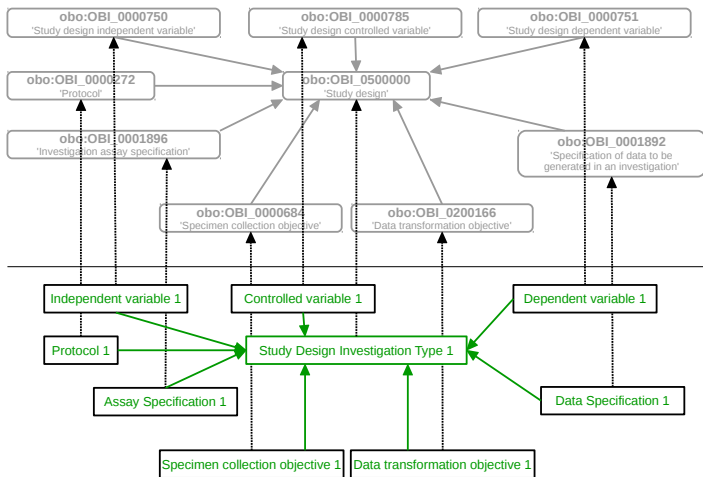 obo:OBI_0000750
'Study design independent variable'
obo:OBI_0000785
'Study design controlled variable'
obo:OBI_0000751
'Study design dependent variable'
obo:OBI_0000272
'Protocol'
obo:OBI_0500000
'Study design'
obo:OBI_0001896
'Investigation assay specification'
obo:OBI_0001892
'Specification of data to be
generated in an investigation'
obo:OBI_0000684
'Specimen collection objective'
obo:OBI_0200166
'Data transformation objective'
Independent variable 1
Controlled variable 1
Dependent variable 1
Protocol 1
Study Design Investigation Type 1
Assay Specification 1
Data Specification 1
Specimen collection objective 1
Data transformation objective 1